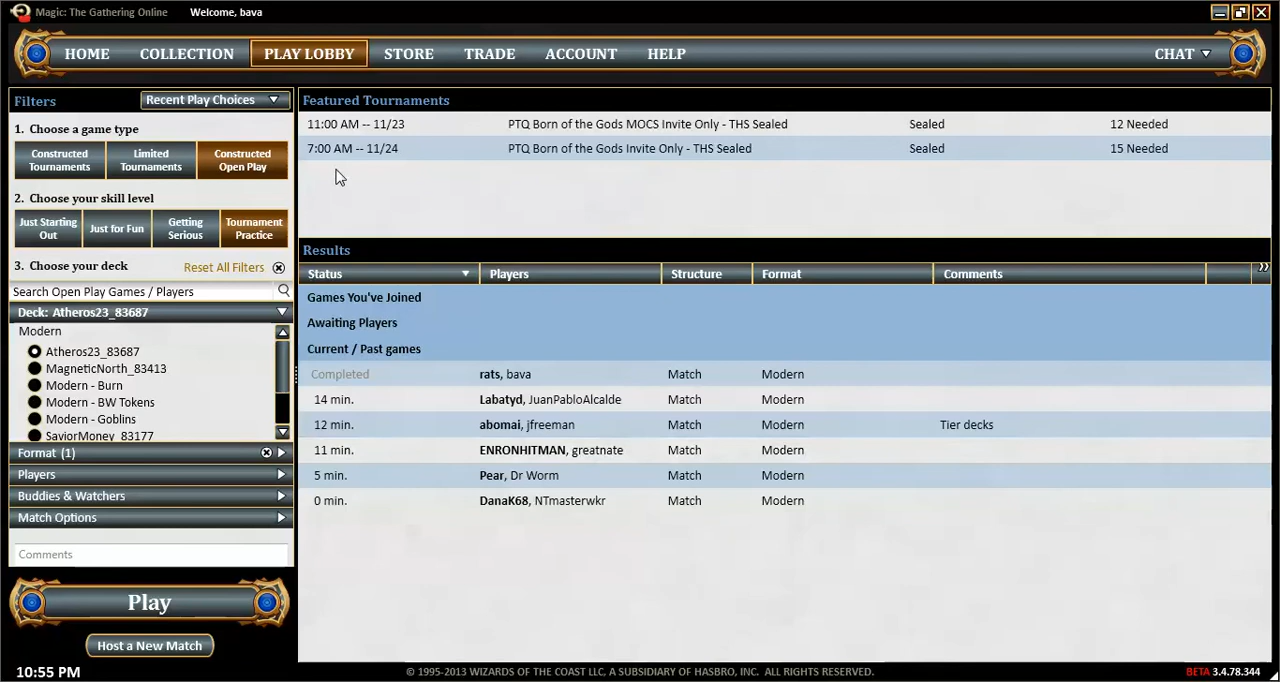 Magic: The Gathering Online Welcome, bava
HOME COLLECTION PLAY LOBBY STORE TRADE ACCOUNT HELP CHAT
Filters Recent Play Choices
1. Choose a game type
Constructed Tournaments Limited Tournaments Constructed Open Play
2. Choose your skill level
Just Starting Out Just for Fun Getting Serious Tournament Practice
3. Choose your deck Reset All Filters
Search Open Play Games / Players
Deck: Atheros23_83687
Modern
Atheros23_83687
MagneticNorth_83413
Modern - Burn
Modern - BW Tokens
Modern - Goblins
SaviorMoney_83177
Format (1)
Players
Buddies & Watchers
Match Options
Comments
Play
Host a New Match
10:55 PM
Featured Tournaments
11:00 AM -- 11/23 PTQ Born of the Gods MOCS Invite Only - THS Sealed Sealed 12 Needed
7:00 AM -- 11/24 PTQ Born of the Gods Invite Only - THS Sealed Sealed 15 Needed
Results
Status Players Structure Format Comments
Games You've Joined
Awaiting Players
Current / Past games
Completed rats, bava Match Modern
14 min. Labatyd, JuanPabloAlcalde Match Modern
12 min. abomai, jfreeman Match Modern Tier decks
11 min. ENRONHITMAN, greatnate Match Modern
5 min. Pear, Dr Worm Match Modern
0 min. DanaK68, NTmasterwkr Match Modern
© 1995-2013 WIZARDS OF THE COAST LLC, A SUBSIDIARY OF HASBRO, INC. ALL RIGHTS RESERVED.
BETA 3.4.78.344